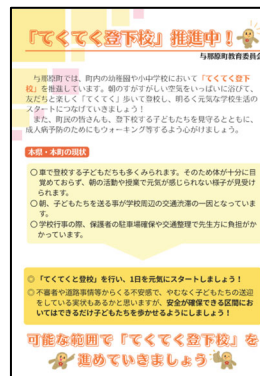 「てくてく登下校」推進中！
与那原町教育委員会
　与那原町では、町内の幼稚園や小中学校において「てくてく登下
校」を推進しています。朝のすがすがしい空気をいっぱいに浴びて、
友だちと楽しく「てくてく」歩いて登校し、明るく元気な学校生活の
スタートにつなげていきましょう！
　また、町民の皆さんも、登下校する子どもたちを見守るとともに、
成人病予防のためにもウォーキング等するよう心がけましょう。
本県・本町の現状
〇車で登校する子どもたちも多くみられます。そのため体が十分に目
覚めておらず、朝の活動や授業で元気が感じられない様子が見受け
られます。
〇朝、子どもたちを送る事が学校周辺の交通渋滞の一因となっていま
す。
〇学校行事の際、保護者の駐車場確保や交通整理で先生方に負担がか
かっています。
◎「てくてくと登校」を行い、1日を元気にスタートしましょう！
◎不審者や道路事情等からくる不安感で、やむなく子どもたちの送迎
をしている実状もあるかと思いますが、安全が確保できる区間にお
いてはできるだけ子どもたちを歩かせるようにしましょう！
可能な範囲で「てくてく登下校」を
進めていきましょう